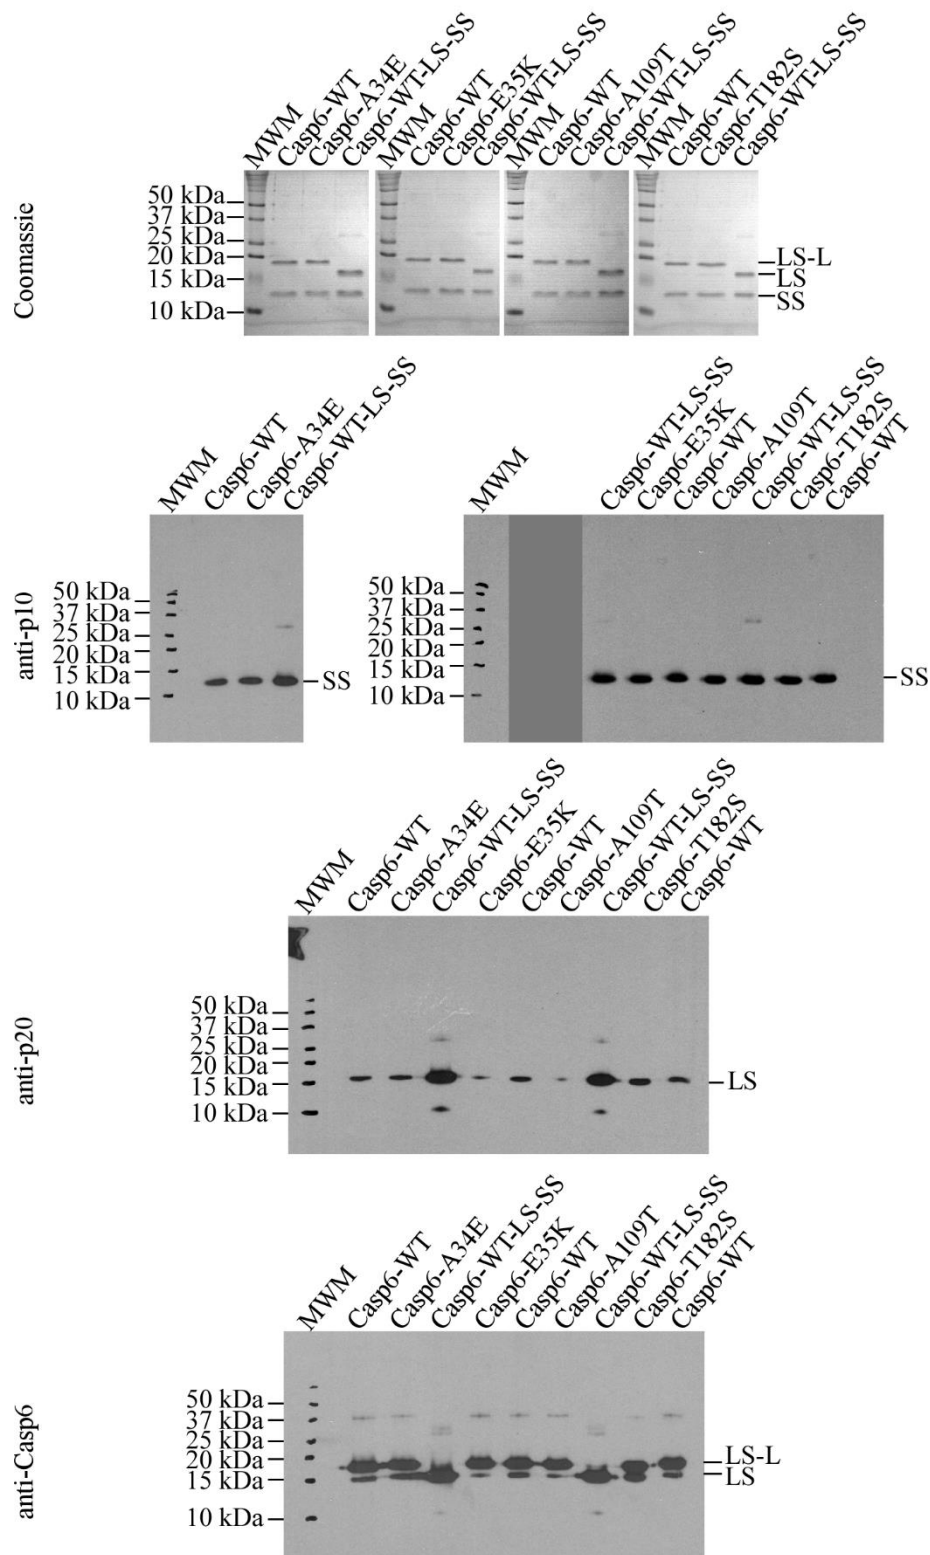 Coomassie
MWM
Casp6-WT
Casp6-A34E
Casp6-WT-LS-SS
MWM
Casp6-WT
Casp6-E35K
Casp6-WT-LS-SS
MWM
Casp6-WT
Casp6-A109T
Casp6-WT-LS-SS
MWM
Casp6-WT
Casp6-T182S
Casp6-WT-LS-SS
50 kDa
37 kDa
25 kDa
20 kDa
15 kDa
10 kDa
LS-L
LS
SS
anti-p10
MWM
Casp6-WT
Casp6-A34E
Casp6-WT-LS-SS
50 kDa
37 kDa
25 kDa
20 kDa
15 kDa
10 kDa
SS
MWM
Casp6-WT-LS-SS
Casp6-E35K
Casp6-WT
Casp6-A109T
Casp6-WT-LS-SS
Casp6-T182S
Casp6-WT
50 kDa
37 kDa
25 kDa
20 kDa
15 kDa
10 kDa
SS
anti-p20
MWM
Casp6-WT
Casp6-A34E
Casp6-WT-LS-SS
Casp6-E35K
Casp6-WT
Casp6-A109T
Casp6-WT-LS-SS
Casp6-T182S
Casp6-WT
50 kDa
37 kDa
25 kDa
20 kDa
15 kDa
10 kDa
LS
anti-Casp6
MWM
Casp6-WT
Casp6-A34E
Casp6-WT-LS-SS
Casp6-E35K
Casp6-WT
Casp6-A109T
Casp6-WT-LS-SS
Casp6-T182S
Casp6-WT
50 kDa
37 kDa
25 kDa
20 kDa
15 kDa
10 kDa
LS-L
LS